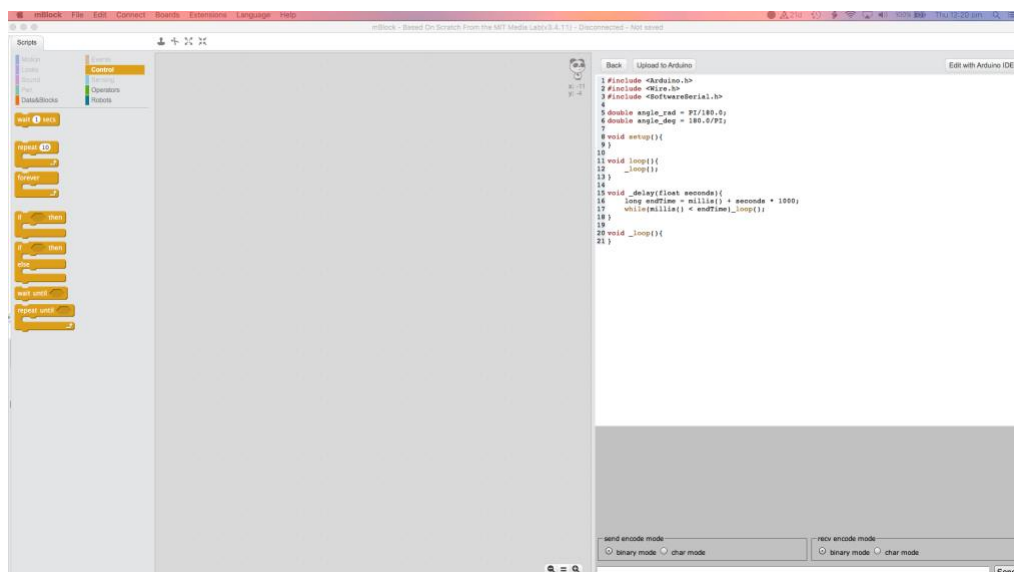 mBlock File Edit Connect Boards Extensions Language Help
100% Thu 12:20 pm
mBlock - Based On Scratch From the MIT Media Lab(v3.4.11) - Disconnected - Not saved
Scripts
Motion Events
Looks Control
Sound Sensing
Pen Operators
Data&Blocks Robots
wait 1 secs
repeat 10
forever
if then
if then
else
wait until
repeat until
x: -11
y: -4
Back Upload to Arduino Edit with Arduino IDE
1 #include <Arduino.h>
2 #include <Wire.h>
3 #include <SoftwareSerial.h>
4
5 double angle_rad = PI/180.0;
6 double angle_deg = 180.0/PI;
7
8 void setup(){
9 }
10
11 void loop(){
12 _loop();
13 }
14
15 void _delay(float seconds){
16 long endTime = millis() + seconds * 1000;
17 while(millis() < endTime)_loop();
18 }
19
20 void _loop(){
21 }
send encode mode recv encode mode
binary mode char mode binary mode char mode
Send